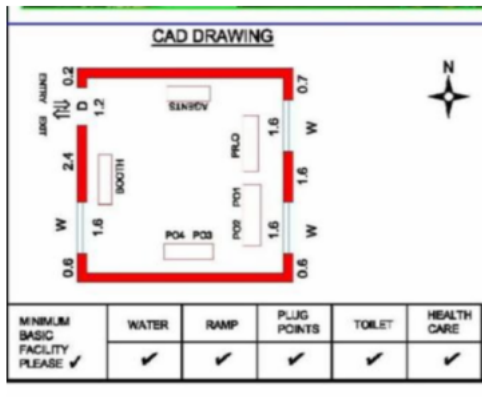 CAD DRAWING
N
0.2
0.7
ENTRY
EXIT
D
1.2
AGENTS
1.6
W
PRO
2.4
BOOTH
1.6
PO2 PO1
W
1.6
PO4 PO3
1.6
W
0.6
0.6
MINIMUM BASIC FACILITY PLEASE ✓
WATER
RAMP
PLUG POINTS
TOILET
HEALTH CARE
✓ ✓ ✓ ✓ ✓